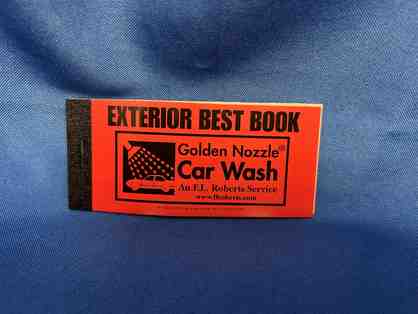 EXTERIOR BEST BOOK
Golden Nozzle®
Car Wash
An F.L. Roberts Service
www.flroberts.com